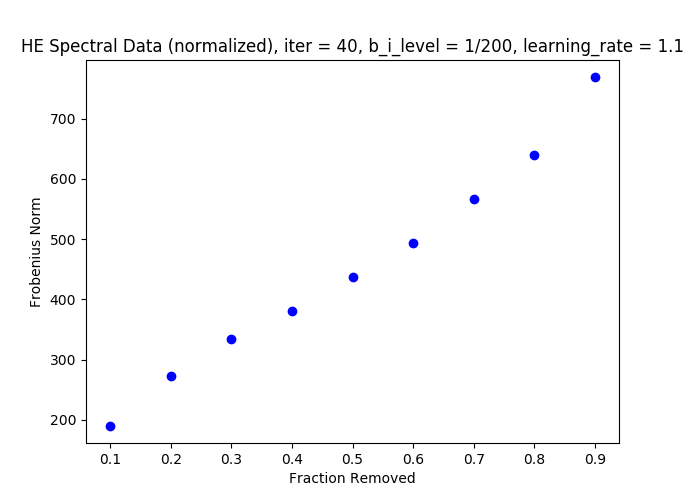 HE Spectral Data (normalized), iter = 40, b_i_level = 1/200, learning_rate = 1.1
Frobenius Norm
700
600
500
400
300
200
0.1 0.2 0.3 0.4 0.5 0.6 0.7 0.8 0.9
Fraction Removed